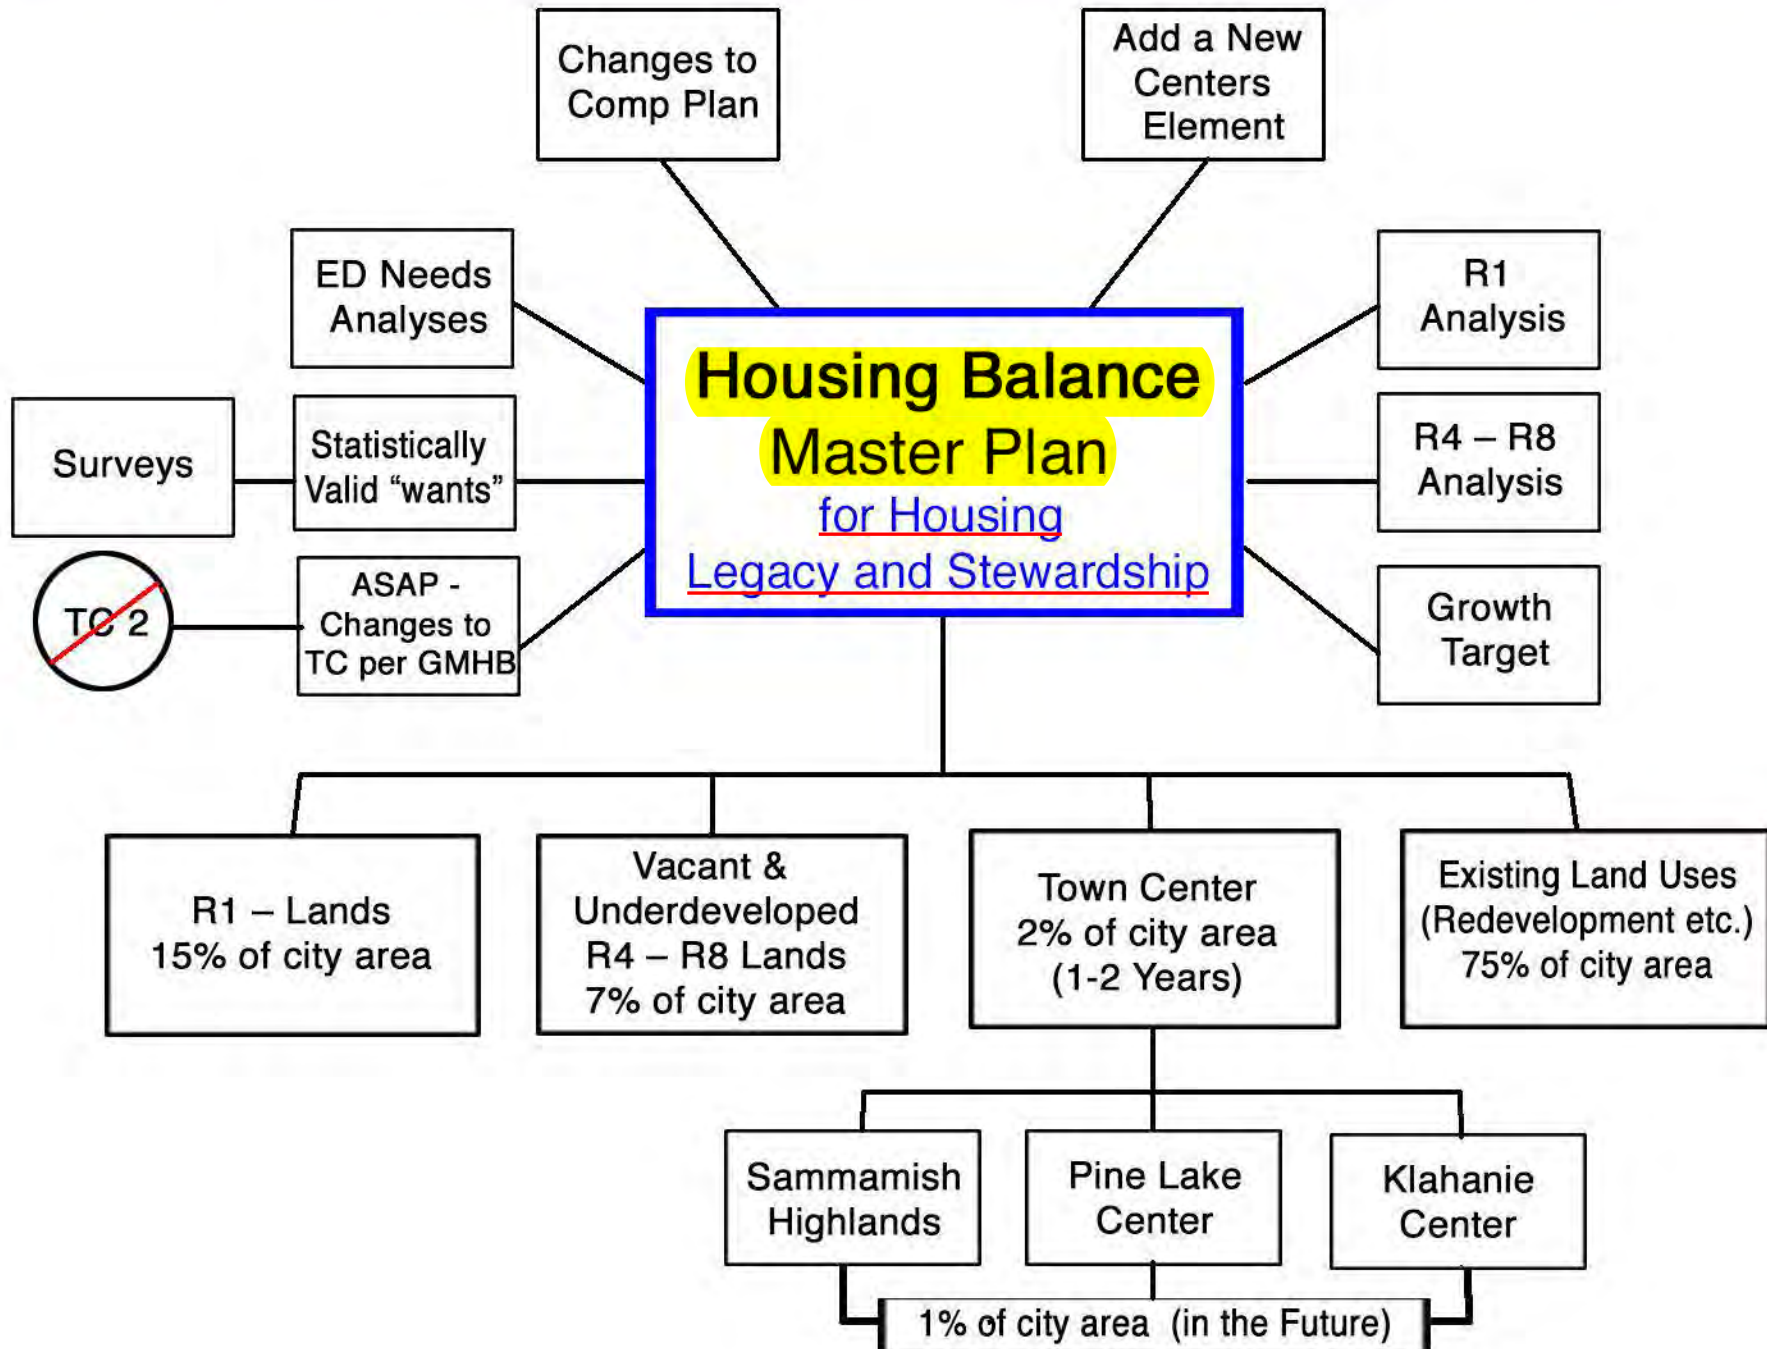 Changes to
Comp Plan
Add a New
Centers
Element
ED Needs
Analyses
R1
Analysis
Housing Balance
Master Plan
for Housing
Legacy and Stewardship
Surveys
Statistically
Valid “wants”
R4 – R8
Analysis
TC 2
ASAP -
Changes to
TC per GMHB
Growth
Target
R1 – Lands
15% of city area
Vacant &
Underdeveloped
R4 – R8 Lands
7% of city area
Town Center
2% of city area
(1-2 Years)
Existing Land Uses
(Redevelopment etc.)
75% of city area
Sammamish
Highlands
Pine Lake
Center
Klahanie
Center
1% of city area (in the Future)